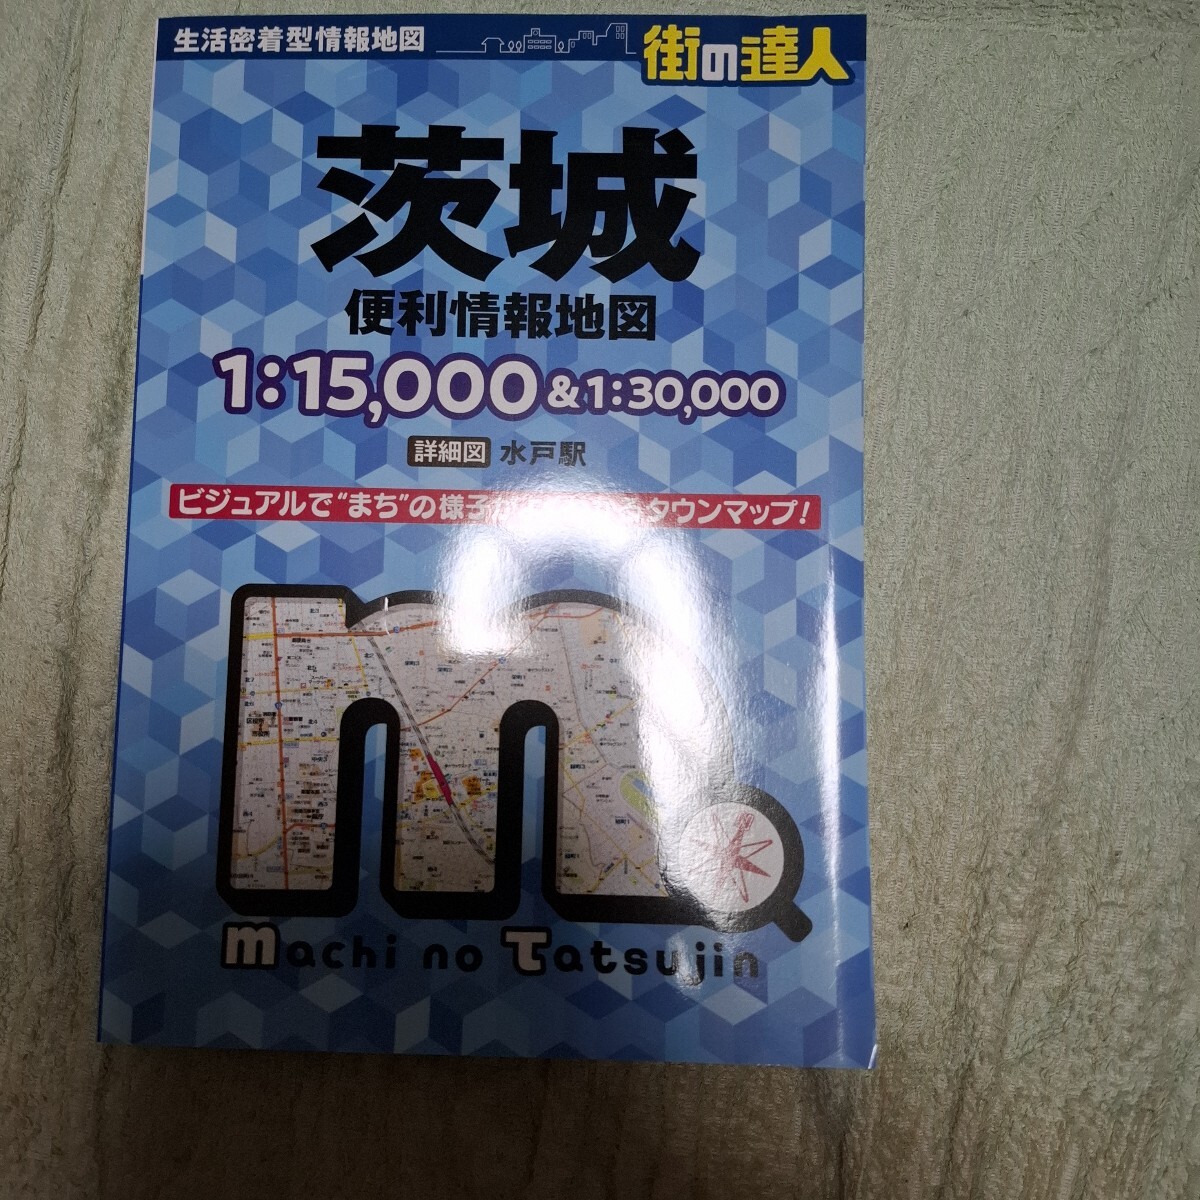 生活密着型情報地図
街の達人
茨城
便利情報地図
1:15,000 & 1:30,000
詳細図 水戸駅
ビジュアルで“まち”の様子 タウンマップ!
machi no Tatsujin